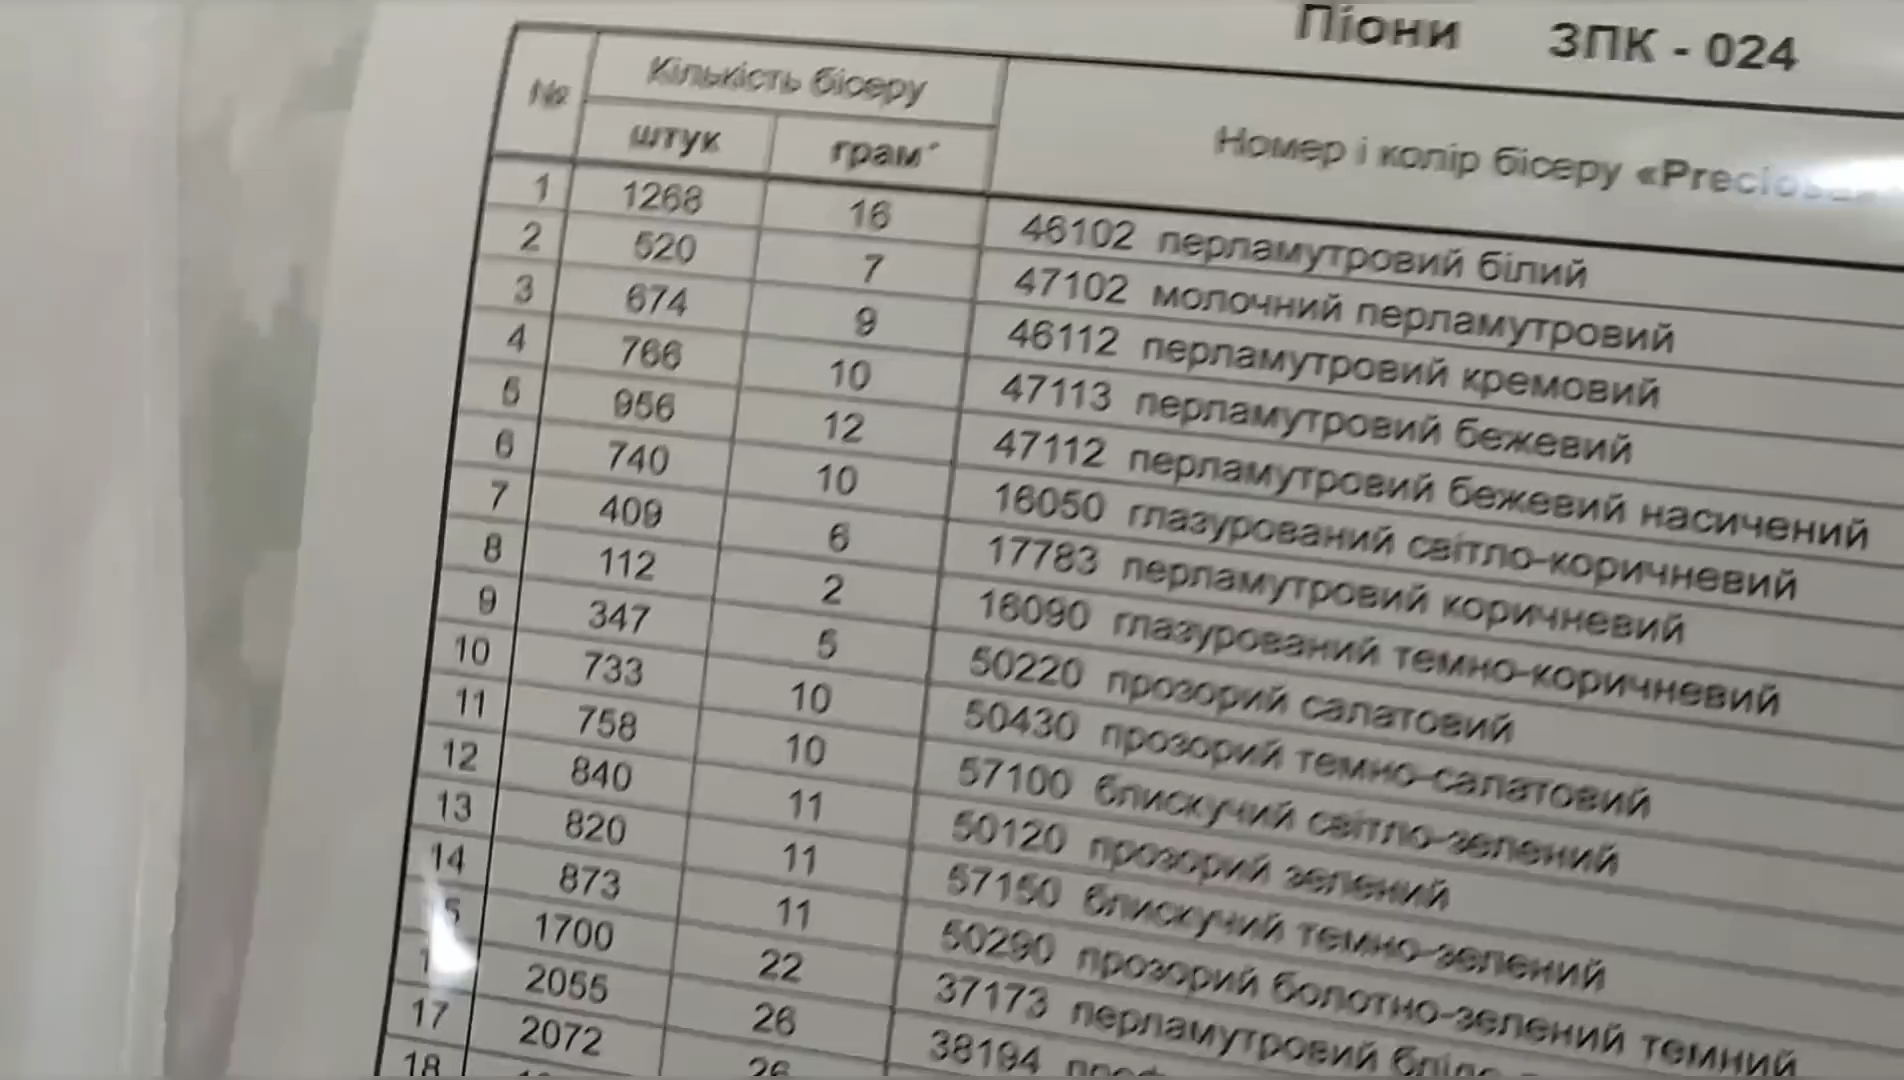 Піони ЗПК - 024
№ Кількість бісеру Номер і колір бісеру
штук грам*
1 1268 16 46102 перламутровий білий
2 520 7 47102 молочний перламутровий
3 674 9 46112 перламутровий кремовий
4 766 10 47113 перламутровий бежевий
5 956 12 47112 перламутровий бежевий насичений
6 740 10 16050 глазурований світло-коричневий
7 409 6 17783 перламутровий коричневий
8 112 2 16090 глазурований темно-коричневий
9 347 5 50220 прозорий салатовий
10 733 10 50430 прозорий темно-салатовий
11 758 10 57100 блискучий світло-зелений
12 840 11 50120 прозорий зелений
13 820 11 57150 блискучий темно-зелений
14 873 11 50290 прозорий болотно-зелений темний
1700 22 37173 перламутровий
2055 26 38194
17 2072 26
18